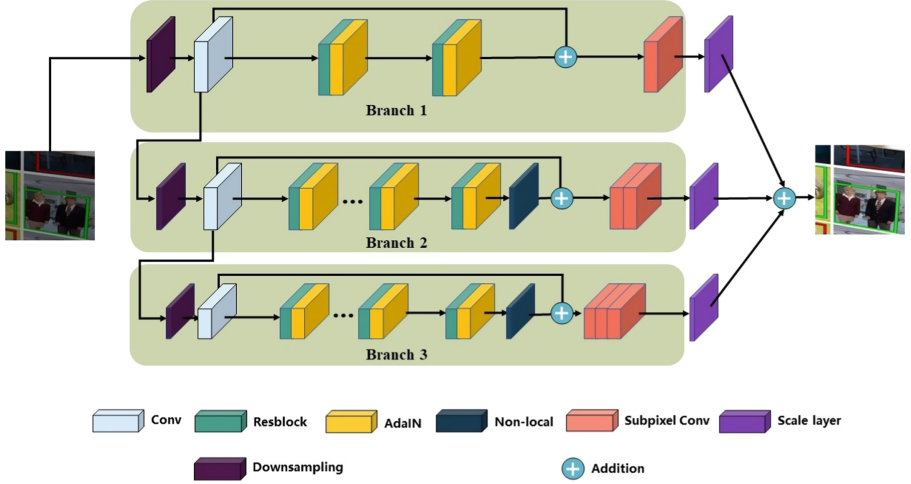 Branch 1
Branch 2
Branch 3
Conv
Resblock
AdaIN
Non-local
Subpixel Conv
Scale layer
Downsampling
Addition